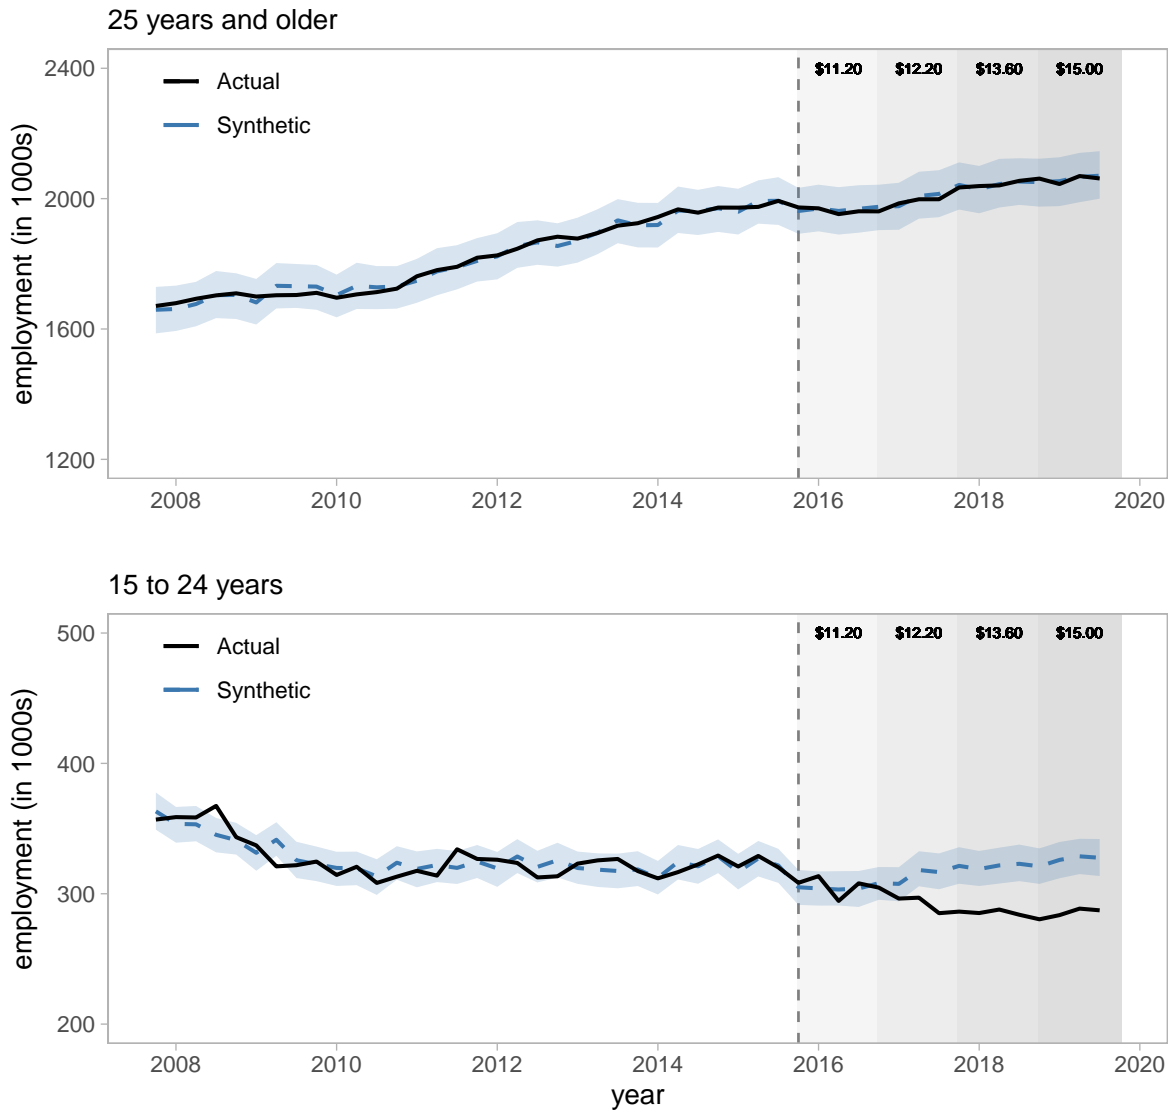 25 years and older
employment (in 1000s)
2400
2000
1600
1200
Actual
Synthetic
$11.20 $12.20 $13.60 $15.00
2008 2010 2012 2014 2016 2018 2020
15 to 24 years
employment (in 1000s)
500
400
300
200
Actual
Synthetic
$11.20 $12.20 $13.60 $15.00
2008 2010 2012 2014 2016 2018 2020
year